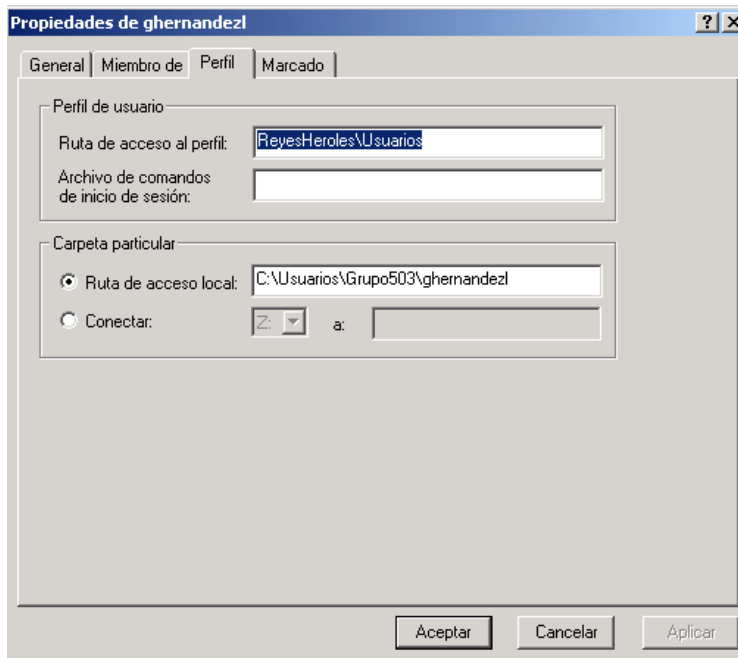 Propiedades de ghernandezl
General Miembro de Perfil Marcado
Perfil de usuario
Ruta de acceso al perfil: ReyesHeroles\Usuarios
Archivo de comandos
de inicio de sesión:
Carpeta particular
Ruta de acceso local: C:\Usuarios\Grupo503\ghernandezl
Conectar: Z: a:
Aceptar Cancelar Aplicar